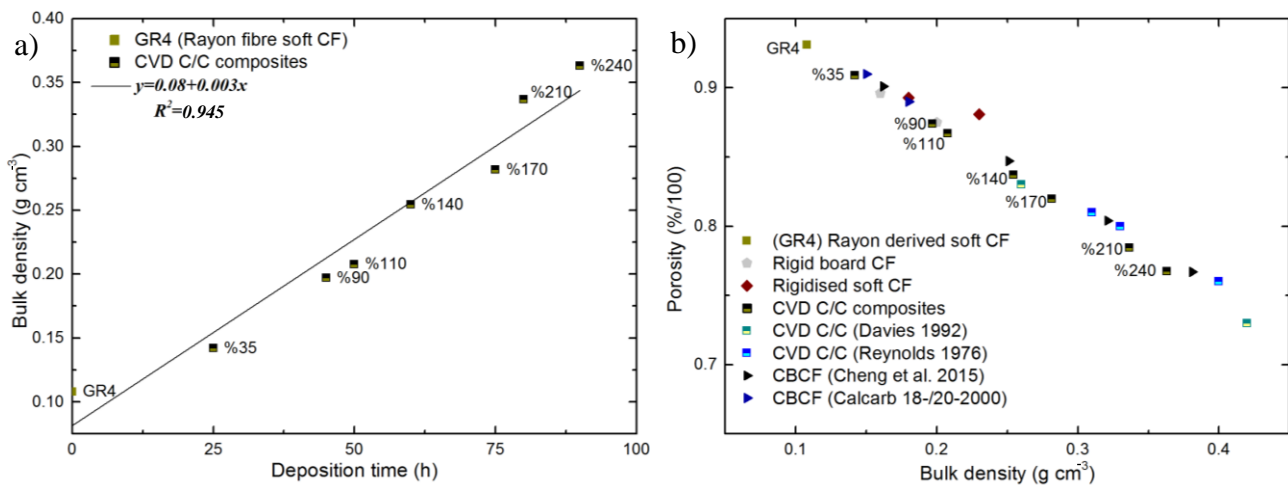 a)
GR4 (Rayon fibre soft CF)
CVD C/C composites
y=0.08+0.003x
R²=0.945
%240
%210
%170
%140
%110
%90
%35
GR4
0.40
0.35
0.30
0.25
0.20
0.15
0.10
Bulk density (g cm⁻³)
0 25 50 75 100
Deposition time (h)
b)
GR4
%35
%90
%110
%140
%170
%210
%240
(GR4) Rayon derived soft CF
Rigid board CF
Rigidised soft CF
CVD C/C composites
CVD C/C (Davies 1992)
CVD C/C (Reynolds 1976)
CBCF (Cheng et al. 2015)
CBCF (Calcarb 18-/20-2000)
0.9
0.8
0.7
Porosity (%/100)
0.1 0.2 0.3 0.4
Bulk density (g cm⁻³)